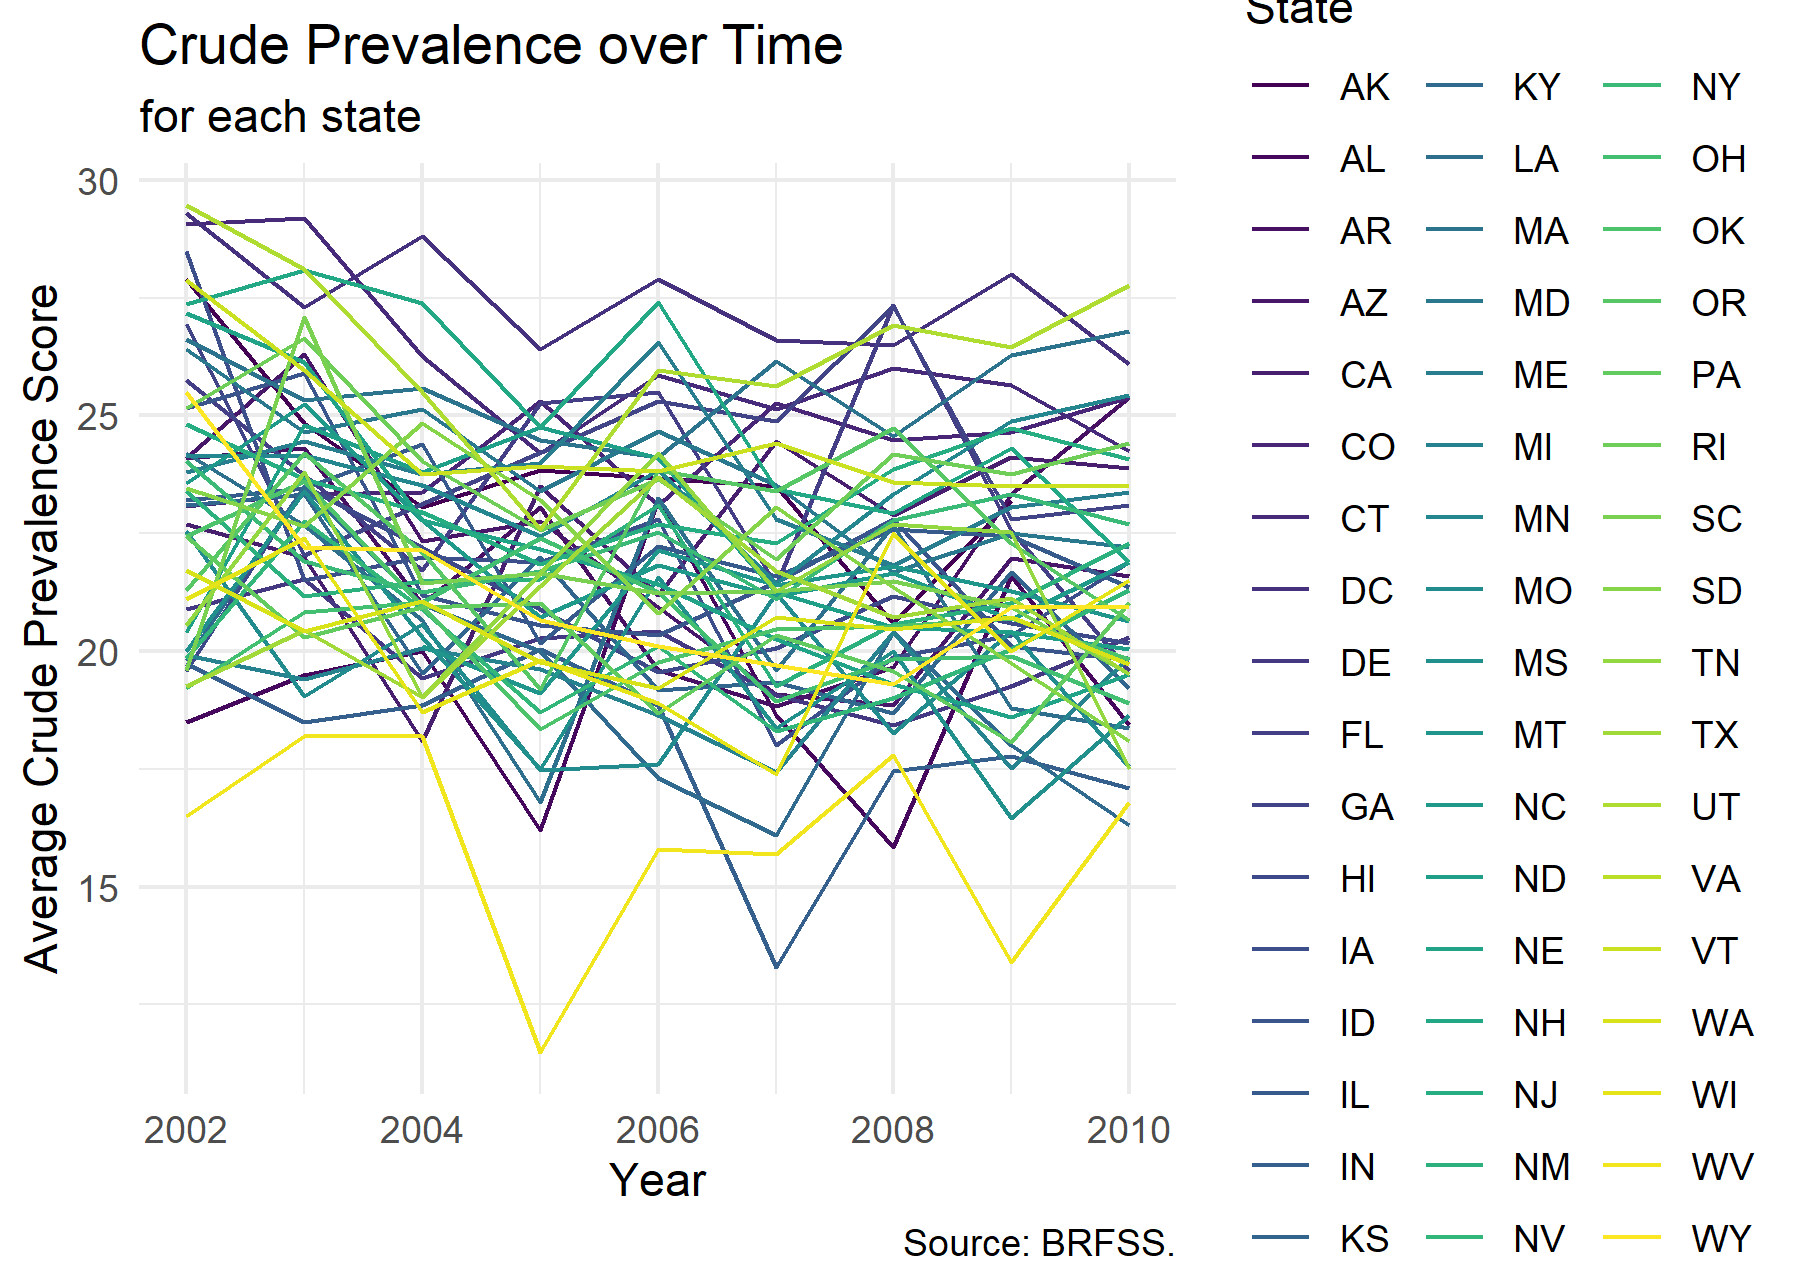 Crude Prevalence over Time
for each state
State
AK
AL
AR
AZ
CA
CO
CT
DC
DE
FL
GA
HI
IA
ID
IL
IN
KS
KY
LA
MA
MD
ME
MI
MN
MO
MS
MT
NC
ND
NE
NH
NJ
NM
NV
NY
OH
OK
OR
PA
RI
SC
SD
TN
TX
UT
VA
VT
WA
WI
WV
WY
Average Crude Prevalence Score
30
25
20
15
2002
2004
2006
2008
2010
Year
Source: BRFSS.